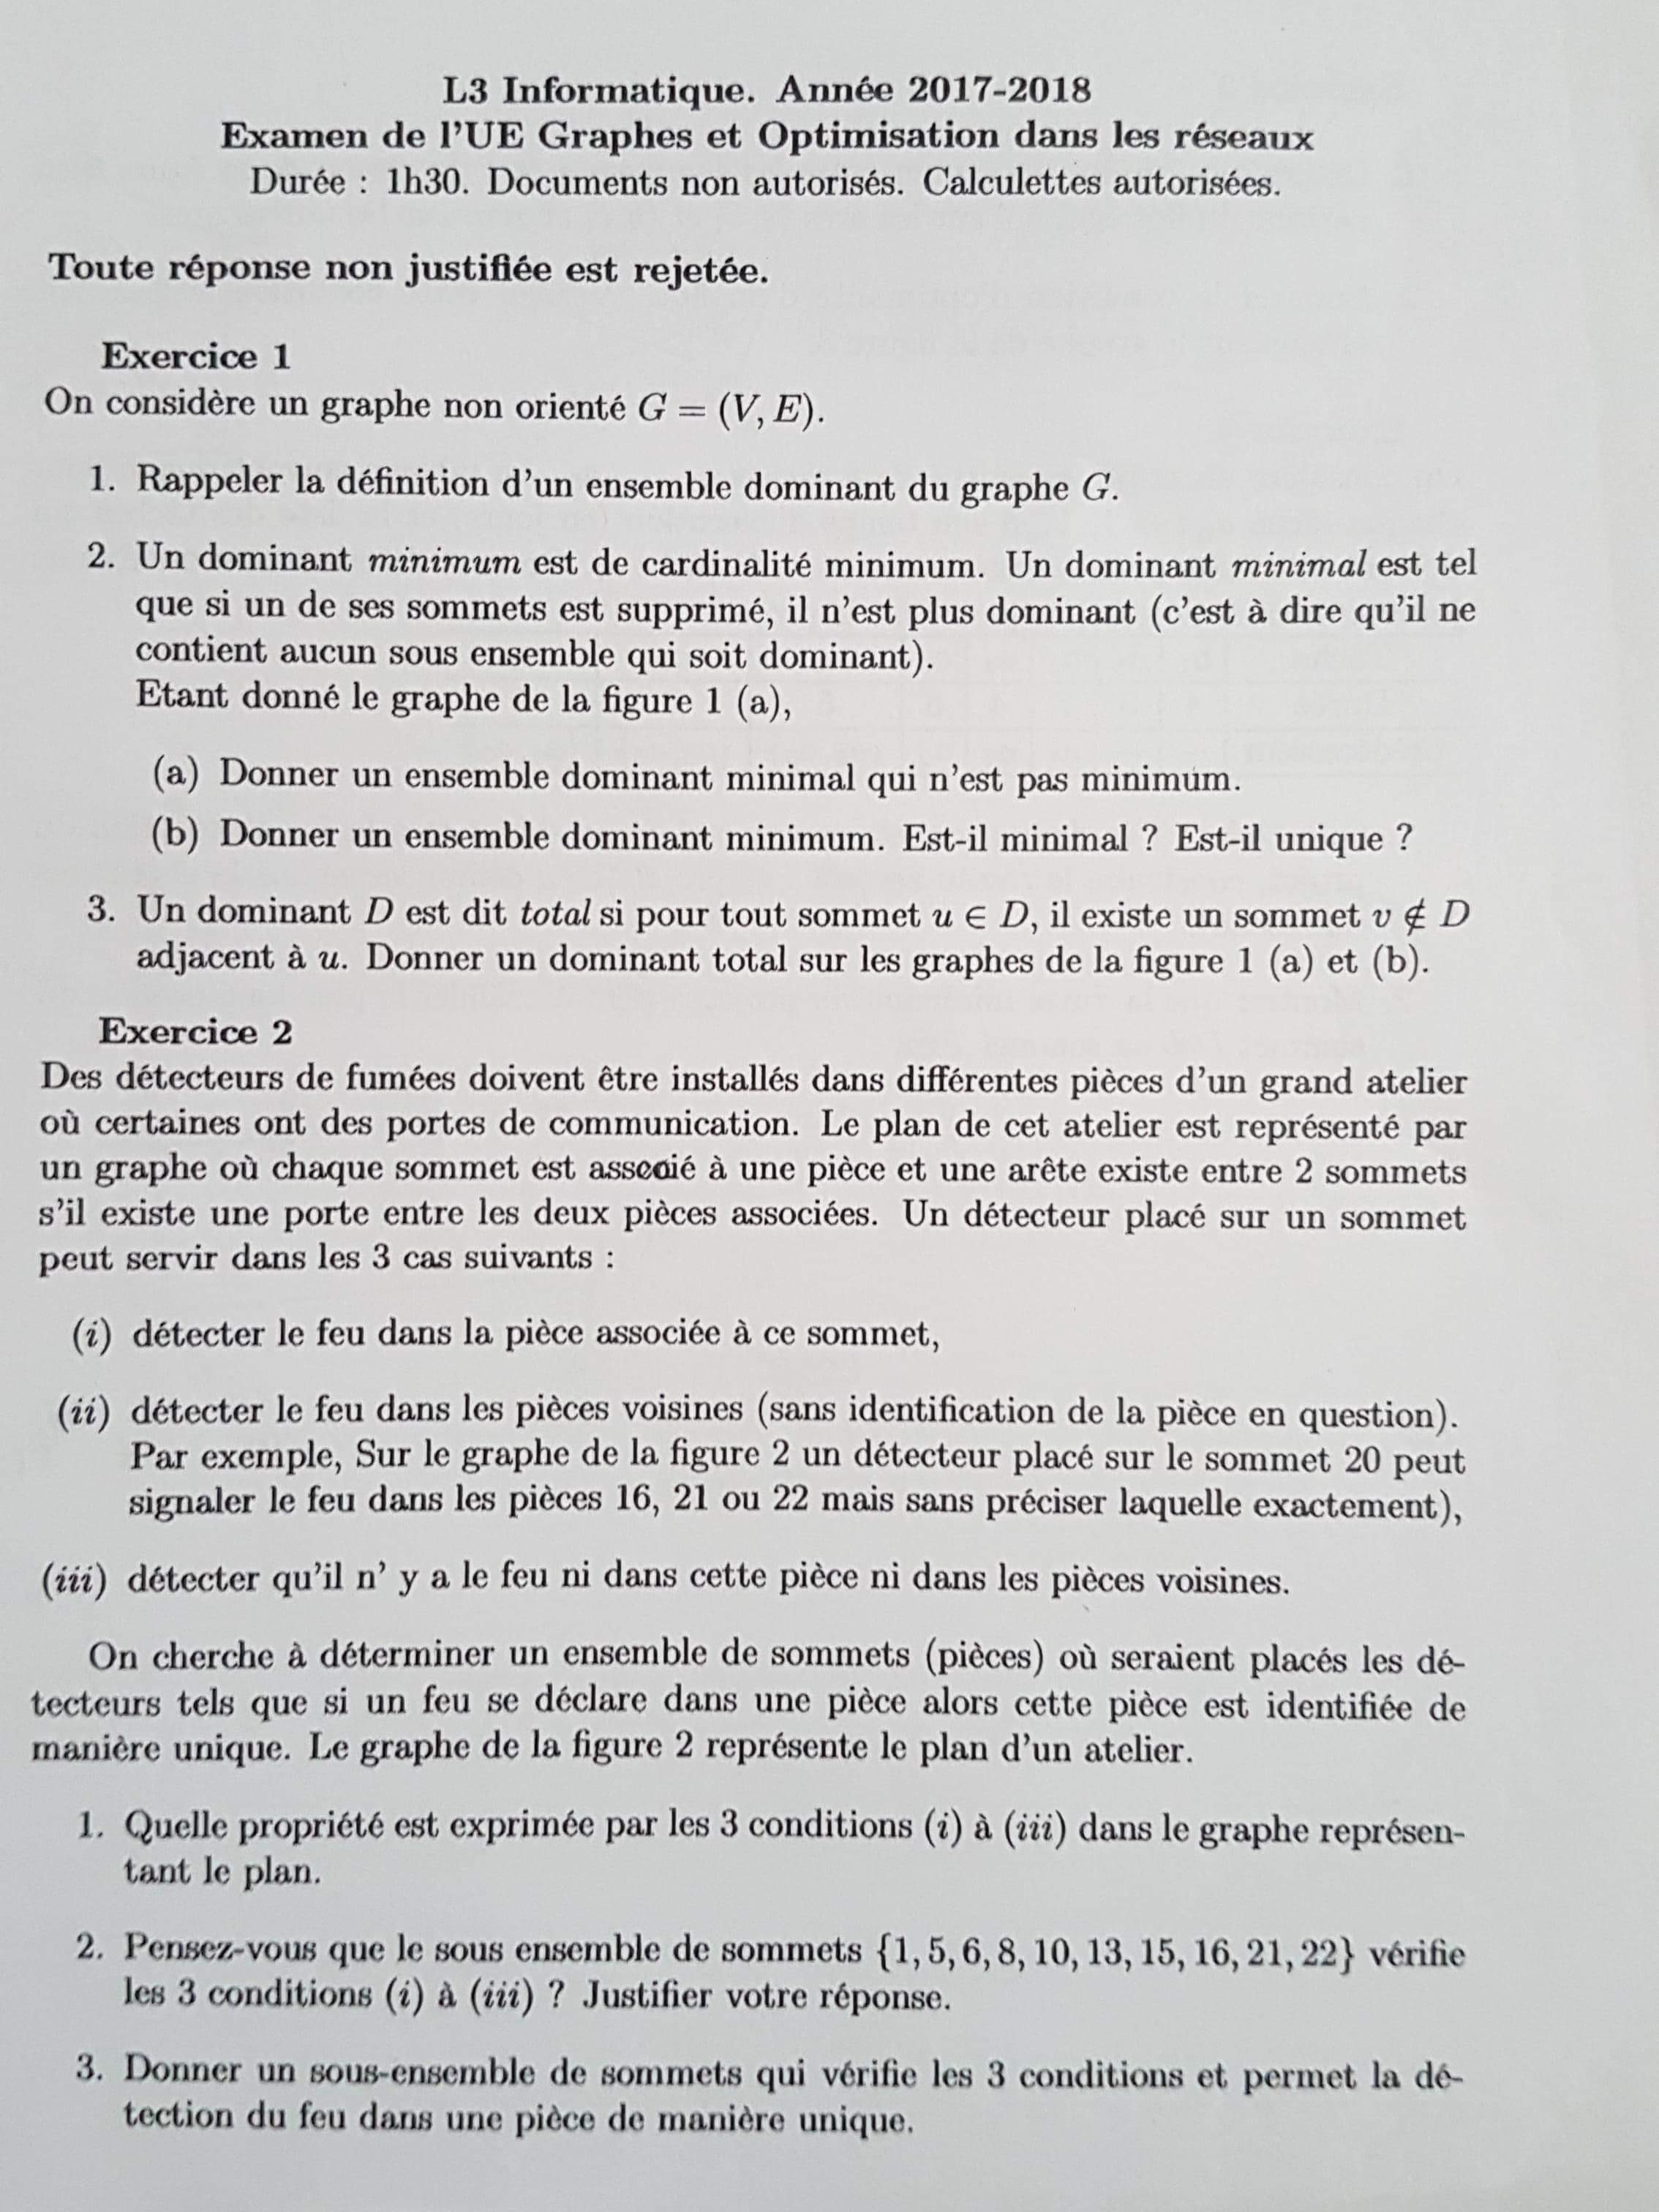 L3 Informatique. Année 2017-2018
Examen de l'UE Graphes et Optimisation dans les réseaux
Durée : 1h30. Documents non autorisés. Calculettes autorisées.
Toute réponse non justifiée est rejetée.
Exercice 1
On considère un graphe non orienté G = (V, E).
1. Rappeler la définition d'un ensemble dominant du graphe G.
2. Un dominant minimum est de cardinalité minimum. Un dominant minimal est tel
que si un de ses sommets est supprimé, il n'est plus dominant (c'est à dire qu'il ne
contient aucun sous ensemble qui soit dominant).
Etant donné le graphe de la figure 1 (a),
(a) Donner un ensemble dominant minimal qui n'est pas minimum.
(b) Donner un ensemble dominant minimum. Est-il minimal ? Est-il unique ?
3. Un dominant D est dit total si pour tout sommet u ∈ D, il existe un sommet v ∉ D
adjacent à u. Donner un dominant total sur les graphes de la figure 1 (a) et (b).
Exercice 2
Des détecteurs de fumées doivent être installés dans différentes pièces d'un grand atelier
où certaines ont des portes de communication. Le plan de cet atelier est représenté par
un graphe où chaque sommet est assocaié à une pièce et une arête existe entre 2 sommets
s'il existe une porte entre les deux pièces associées. Un détecteur placé sur un sommet
peut servir dans les 3 cas suivants :
(i) détecter le feu dans la pièce associée à ce sommet,
(ii) détecter le feu dans les pièces voisines (sans identification de la pièce en question).
Par exemple, Sur le graphe de la figure 2 un détecteur placé sur le sommet 20 peut
signaler le feu dans les pièces 16, 21 ou 22 mais sans préciser laquelle exactement),
(iii) détecter qu'il n' y a le feu ni dans cette pièce ni dans les pièces voisines.
On cherche à déterminer un ensemble de sommets (pièces) où seraient placés les dé-
tecteurs tels que si un feu se déclare dans une pièce alors cette pièce est identifiée de
manière unique. Le graphe de la figure 2 représente le plan d'un atelier.
1. Quelle propriété est exprimée par les 3 conditions (i) à (iii) dans le graphe représen-
tant le plan.
2. Pensez-vous que le sous ensemble de sommets {1, 5, 6, 8, 10, 13, 15, 16, 21, 22} vérifie
les 3 conditions (i) à (iii) ? Justifier votre réponse.
3. Donner un sous-ensemble de sommets qui vérifie les 3 conditions et permet la dé-
tection du feu dans une pièce de manière unique.